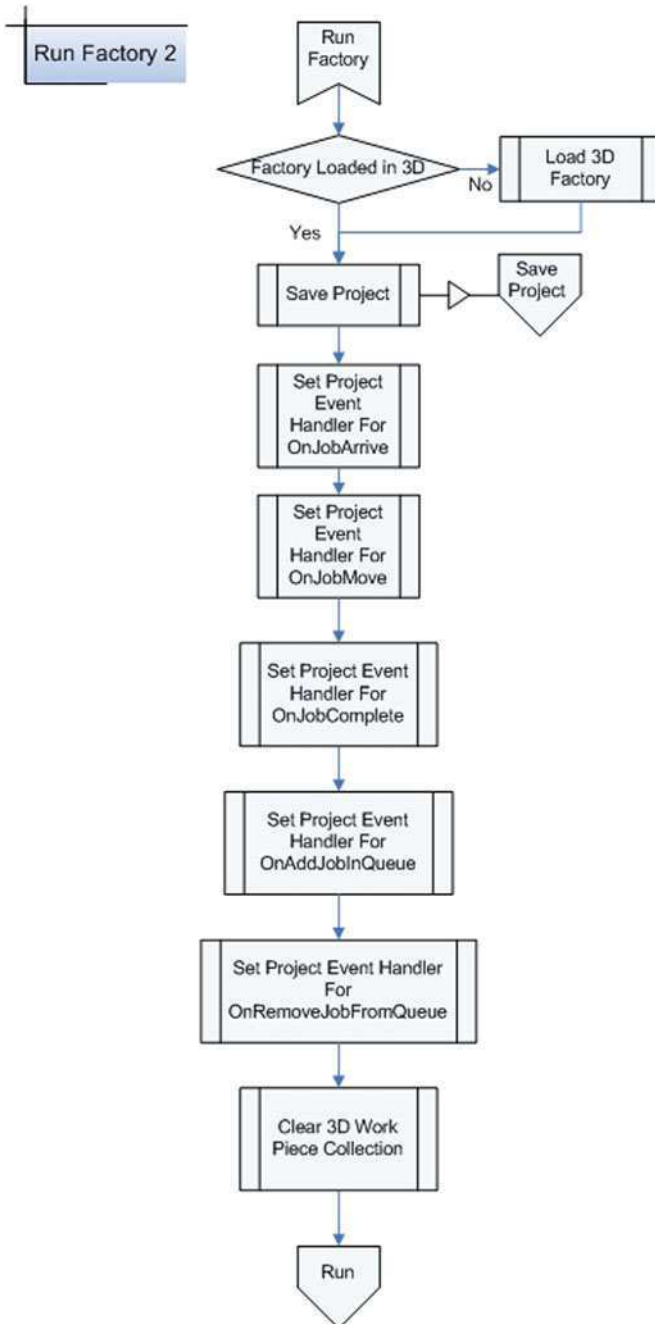 Run Factory 2
Run
Factory
Factory Loaded in 3D
No
Load 3D
Factory
Yes
Save Project
Save
Project
Set Project
Event
Handler For
OnJobArrive
Set Project
Event
Handler For
OnJobMove
Set Project Event
Handler For
OnJobComplete
Set Project Event
Handler For
OnAddJobInQueue
Set Project Event Handler
For
OnRemoveJobFromQueue
Clear 3D Work
Piece Collection
Run